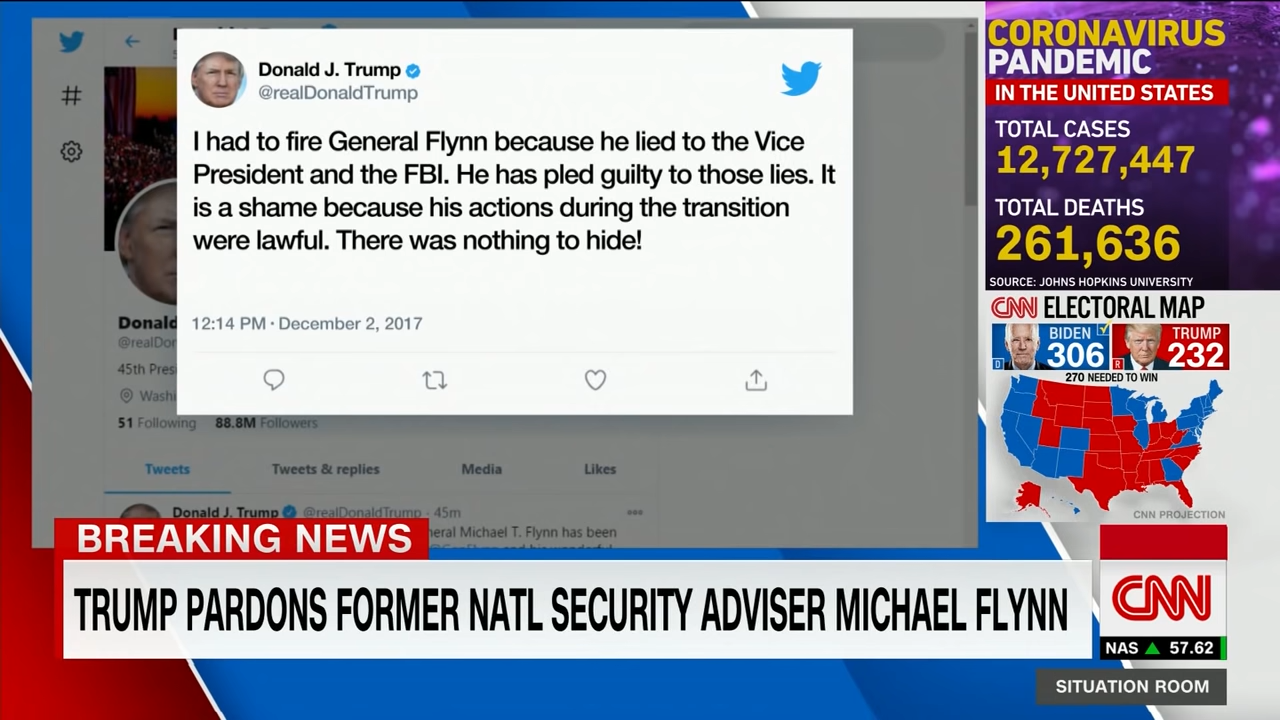 Donald J. Trump
@realDonaldTrump
I had to fire General Flynn because he lied to the Vice
President and the FBI. He has pled guilty to those lies. It
is a shame because his actions during the transition
were lawful. There was nothing to hide!
12:14 PM · December 2, 2017
Donald
@realDon
45th Pres
Washi
51 Following 88.8M Followers
Tweets Tweets & replies Media Likes
Donald J. Trump @realDonaldTrump · 45m
neral Michael T. Flynn has been
BREAKING NEWS
TRUMP PARDONS FORMER NATL SECURITY ADVISER MICHAEL FLYNN
CORONAVIRUS
PANDEMIC
IN THE UNITED STATES
TOTAL CASES
12,727,447
TOTAL DEATHS
261,636
SOURCE: JOHNS HOPKINS UNIVERSITY
CNN ELECTORAL MAP
BIDEN
306
D
TRUMP
232
R
270 NEEDED TO WIN
CNN PROJECTION
CNN
NAS ▲ 57.62
SITUATION ROOM